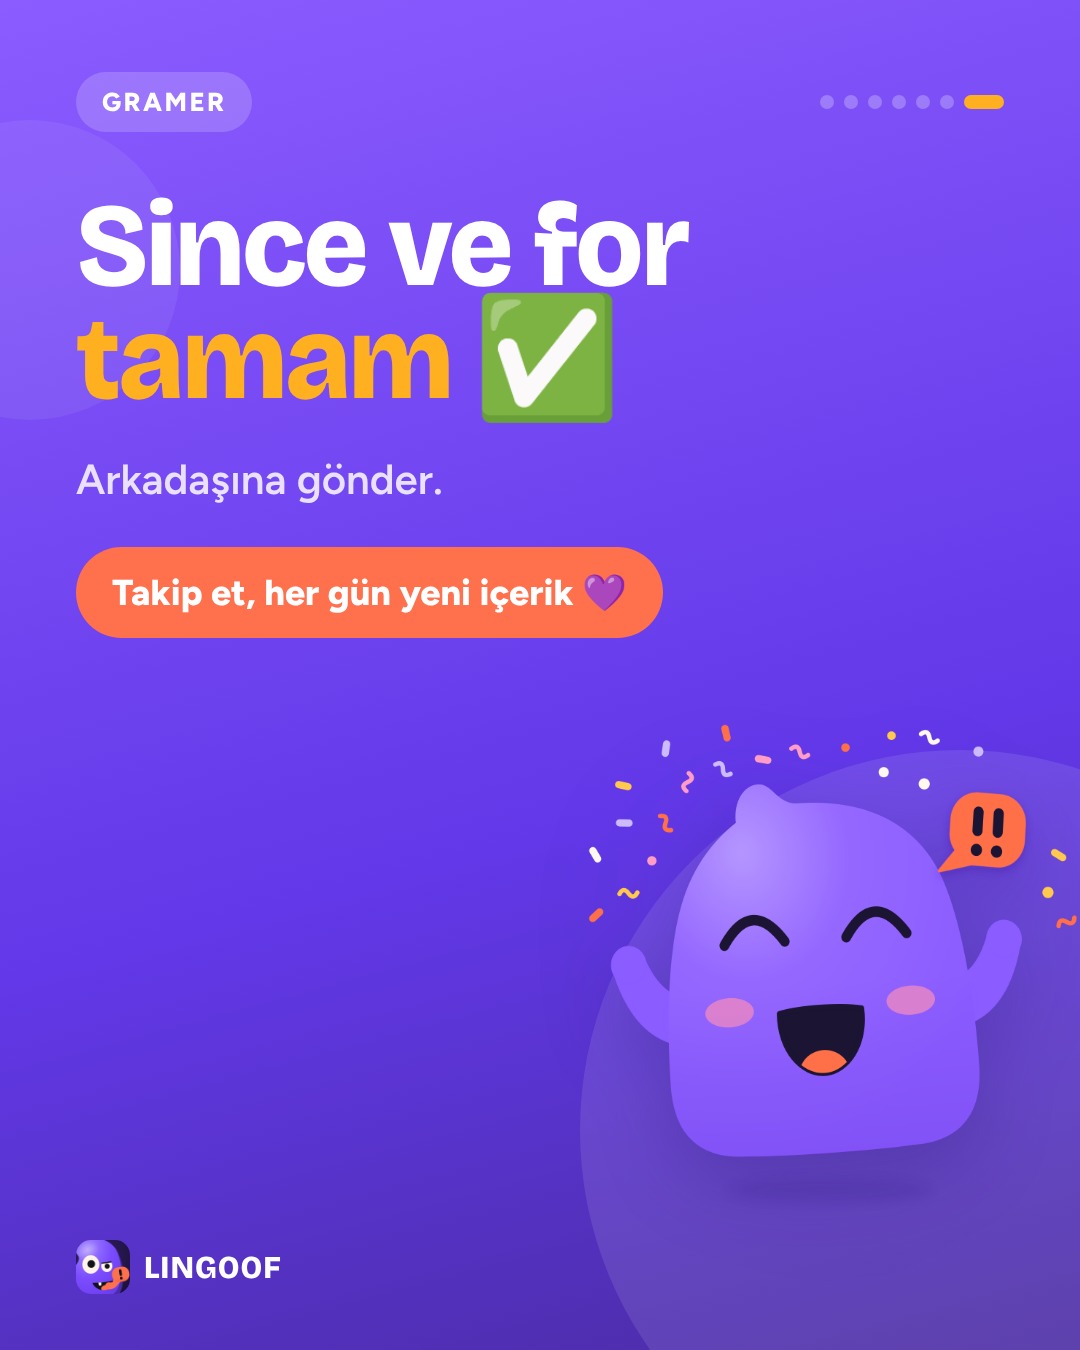 GRAMER
Since ve for
tamam ✅
Arkadaşına gönder.
Takip et, her gün yeni içerik 💜
!!
LINGOOF